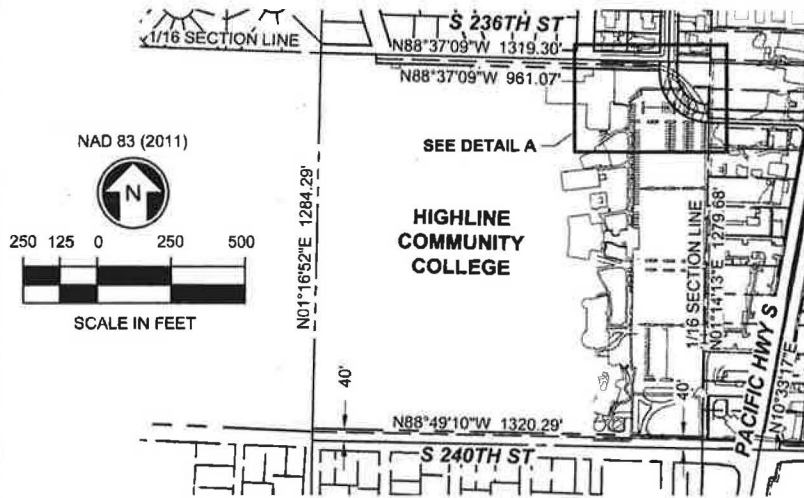 S 236TH ST
1/16 SECTION LINE
N88°37'09"W 1319.30'
N88°37'09"W 961.07'
SEE DETAIL A
NAD 83 (2011)
N
250 125 0 250 500
SCALE IN FEET
N01°16'52"E 1284.29'
HIGHLINE
COMMUNITY
COLLEGE
1/16 SECTION LINE
N01°14'13"E 1279.68'
PACIFIC HWY S
N10°33'17"E
40'
40'
N88°49'10"W 1320.29'
S 240TH ST